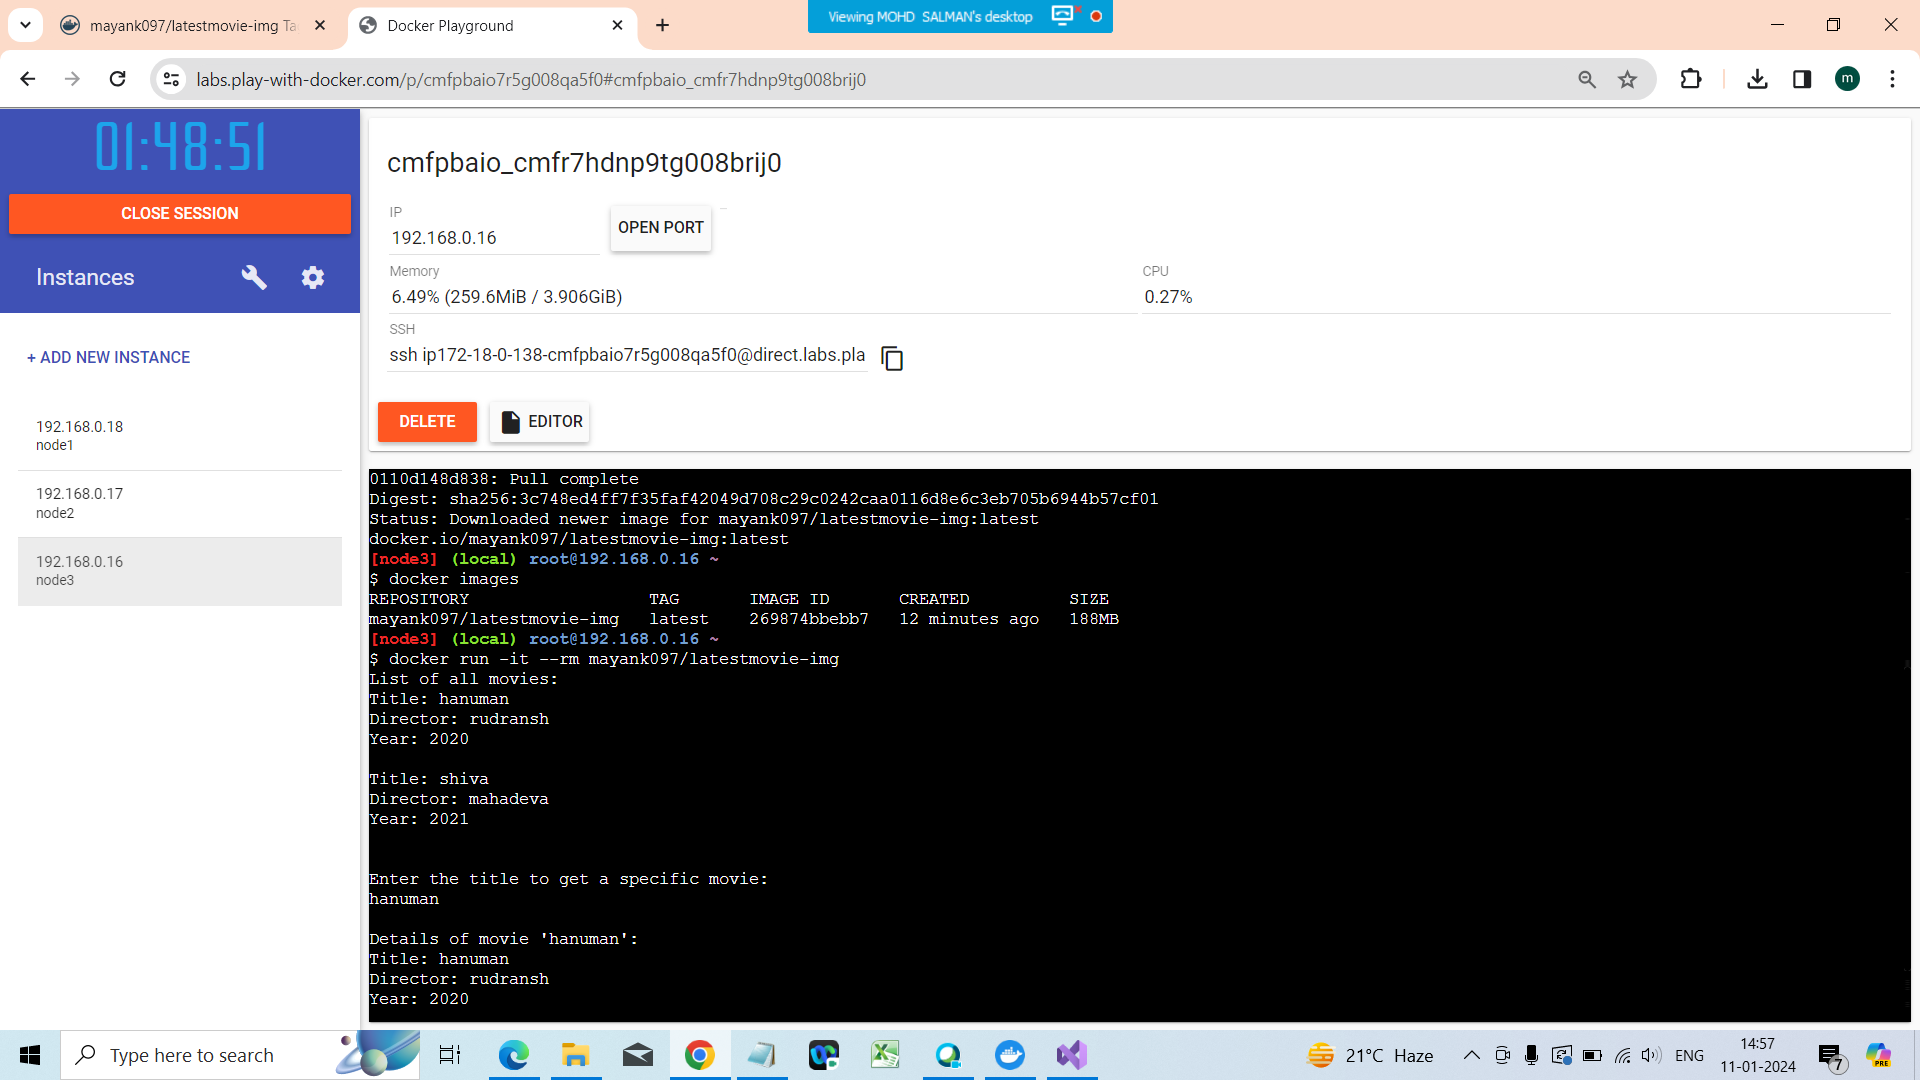 mayank097/latestmovie-img Ta
Docker Playground
Viewing MOHD SALMAN's desktop
labs.play-with-docker.com/p/cmfpbaio7r5g008qa5f0#cmfpbaio_cmfr7hdnp9tg008brij0
m
01:48:51
CLOSE SESSION
Instances
+ ADD NEW INSTANCE
192.168.0.18
node1
192.168.0.17
node2
192.168.0.16
node3
cmfpbaio_cmfr7hdnp9tg008brij0
IP
192.168.0.16
OPEN PORT
Memory
6.49% (259.6MiB / 3.906GiB)
CPU
0.27%
SSH
ssh ip172-18-0-138-cmfpbaio7r5g008qa5f0@direct.labs.pla
DELETE
EDITOR
0110d148d838: Pull complete
Digest: sha256:3c748ed4ff7f35faf42049d708c29c0242caa0116d8e6c3eb705b6944b57cf01
Status: Downloaded newer image for mayank097/latestmovie-img:latest
docker.io/mayank097/latestmovie-img:latest
[node3] (local) root@192.168.0.16 ~
$ docker images
REPOSITORY TAG IMAGE ID CREATED SIZE
mayank097/latestmovie-img latest 269874bbebb7 12 minutes ago 188MB
[node3] (local) root@192.168.0.16 ~
$ docker run -it --rm mayank097/latestmovie-img
List of all movies:
Title: hanuman
Director: rudransh
Year: 2020
Title: shiva
Director: mahadeva
Year: 2021
Enter the title to get a specific movie:
hanuman
Details of movie 'hanuman':
Title: hanuman
Director: rudransh
Year: 2020
Type here to search
21°C Haze
ENG
14:57
11-01-2024
7
PRE